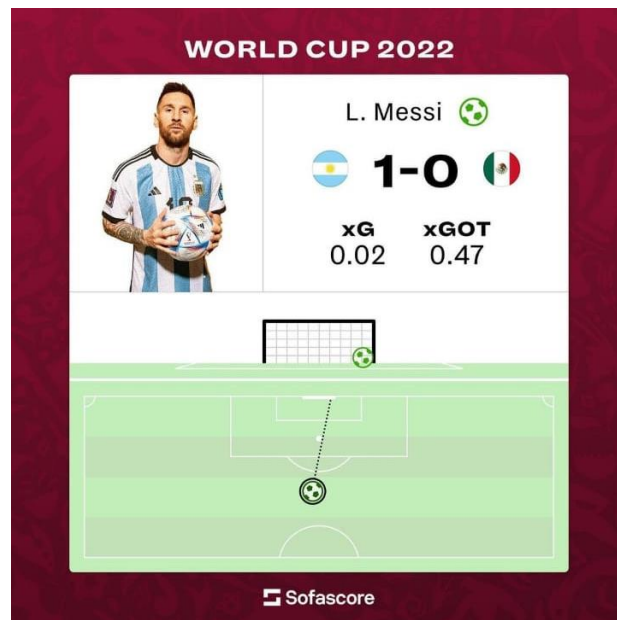 WORLD CUP 2022
L. Messi
1-0
xG xGOT
0.02 0.47
Sofascore